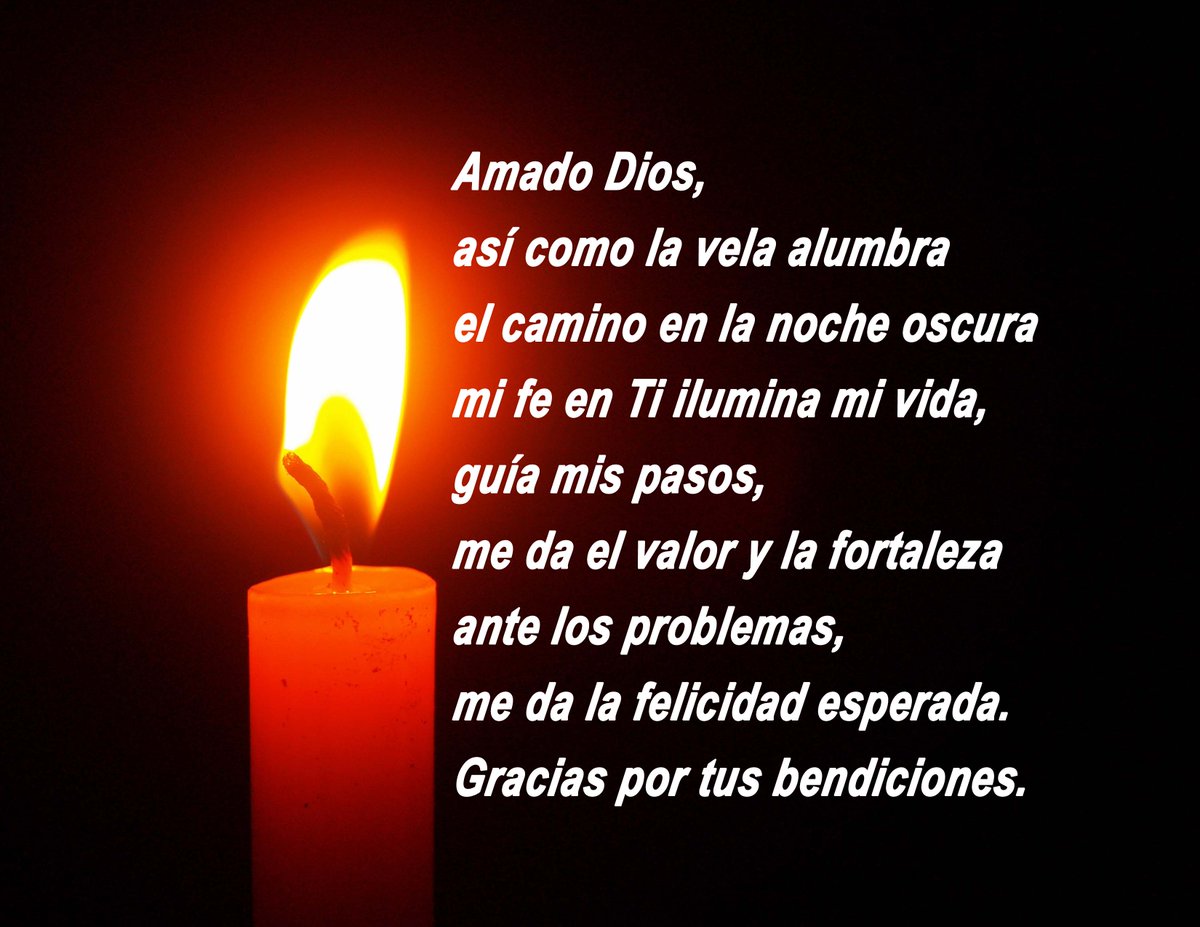 Amado Dios,
así como la vela alumbra
el camino en la noche oscura
mi fe en Ti ilumina mi vida,
guía mis pasos,
me da el valor y la fortaleza
ante los problemas,
me da la felicidad esperada.
Gracias por tus bendiciones.